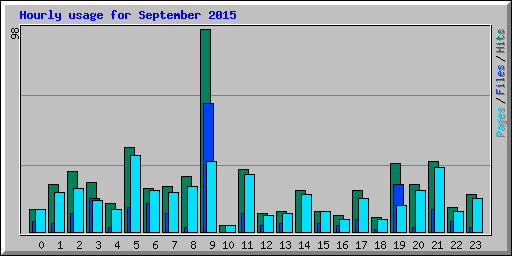 Hourly usage for September 2015
98
Pages / Files / Hits
0 1 2 3 4 5 6 7 8 9 10 11 12 13 14 15 16 17 18 19 20 21 22 23